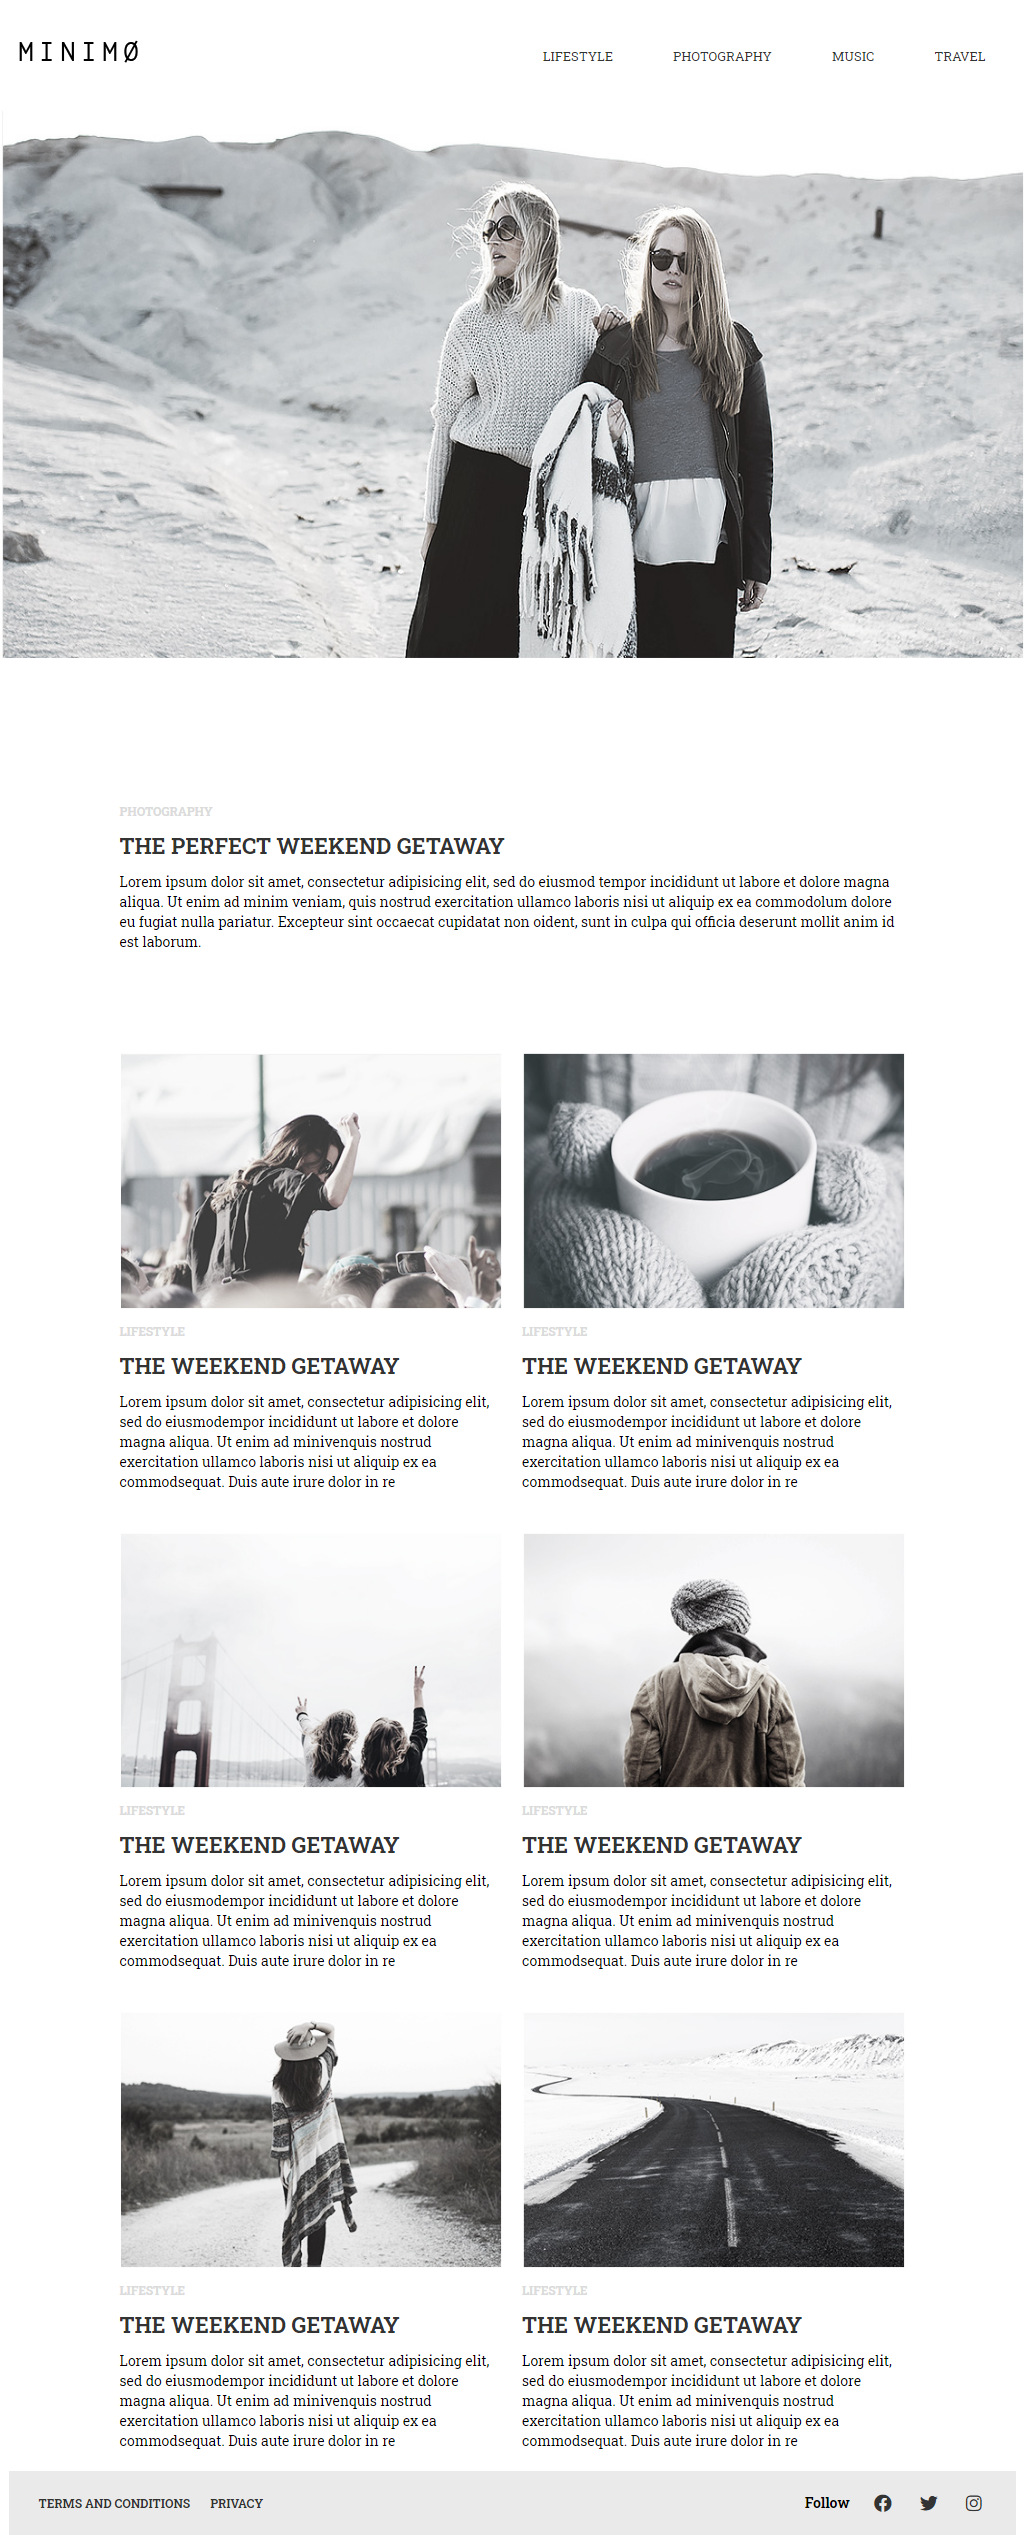 MINIMØ
LIFESTYLE PHOTOGRAPHY MUSIC TRAVEL
PHOTOGRAPHY
THE PERFECT WEEKEND GETAWAY
Lorem ipsum dolor sit amet, consectetur adipisicing elit, sed do eiusmod tempor incididunt ut labore et dolore magna
aliqua. Ut enim ad minim veniam, quis nostrud exercitation ullamco laboris nisi ut aliquip ex ea commodolum dolore
eu fugiat nulla pariatur. Excepteur sint occaecat cupidatat non oident, sunt in culpa qui officia deserunt mollit anim id
est laborum.
LIFESTYLE
THE WEEKEND GETAWAY
Lorem ipsum dolor sit amet, consectetur adipisicing elit,
sed do eiusmodempor incididunt ut labore et dolore
magna aliqua. Ut enim ad minivenquis nostrud
exercitation ullamco laboris nisi ut aliquip ex ea
commodsequat. Duis aute irure dolor in re
LIFESTYLE
THE WEEKEND GETAWAY
Lorem ipsum dolor sit amet, consectetur adipisicing elit,
sed do eiusmodempor incididunt ut labore et dolore
magna aliqua. Ut enim ad minivenquis nostrud
exercitation ullamco laboris nisi ut aliquip ex ea
commodsequat. Duis aute irure dolor in re
LIFESTYLE
THE WEEKEND GETAWAY
Lorem ipsum dolor sit amet, consectetur adipisicing elit,
sed do eiusmodempor incididunt ut labore et dolore
magna aliqua. Ut enim ad minivenquis nostrud
exercitation ullamco laboris nisi ut aliquip ex ea
commodsequat. Duis aute irure dolor in re
LIFESTYLE
THE WEEKEND GETAWAY
Lorem ipsum dolor sit amet, consectetur adipisicing elit,
sed do eiusmodempor incididunt ut labore et dolore
magna aliqua. Ut enim ad minivenquis nostrud
exercitation ullamco laboris nisi ut aliquip ex ea
commodsequat. Duis aute irure dolor in re
LIFESTYLE
THE WEEKEND GETAWAY
Lorem ipsum dolor sit amet, consectetur adipisicing elit,
sed do eiusmodempor incididunt ut labore et dolore
magna aliqua. Ut enim ad minivenquis nostrud
exercitation ullamco laboris nisi ut aliquip ex ea
commodsequat. Duis aute irure dolor in re
LIFESTYLE
THE WEEKEND GETAWAY
Lorem ipsum dolor sit amet, consectetur adipisicing elit,
sed do eiusmodempor incididunt ut labore et dolore
magna aliqua. Ut enim ad minivenquis nostrud
exercitation ullamco laboris nisi ut aliquip ex ea
commodsequat. Duis aute irure dolor in re
TERMS AND CONDITIONS PRIVACY Follow